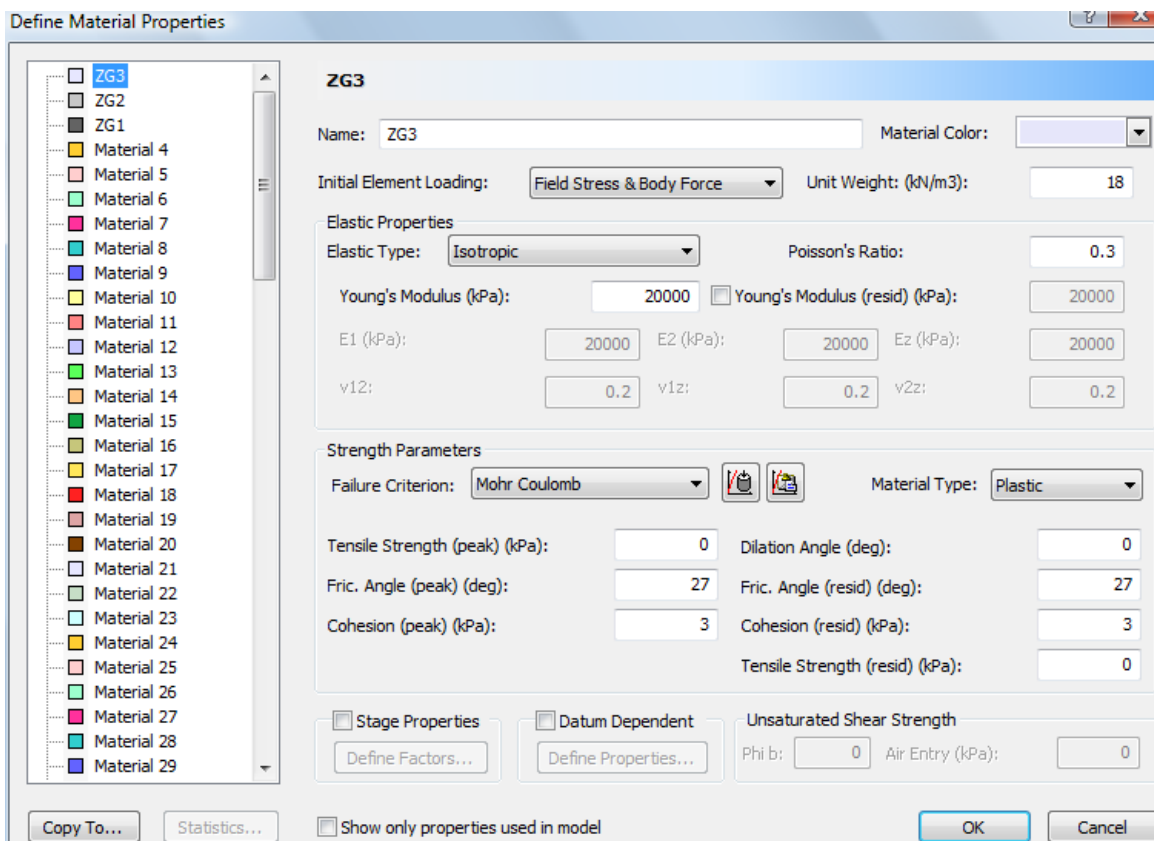 Define Material Properties
?
X
ZG3
ZG2
ZG1
Material 4
Material 5
Material 6
Material 7
Material 8
Material 9
Material 10
Material 11
Material 12
Material 13
Material 14
Material 15
Material 16
Material 17
Material 18
Material 19
Material 20
Material 21
Material 22
Material 23
Material 24
Material 25
Material 26
Material 27
Material 28
Material 29
Copy To... Statistics...
ZG3
Name: ZG3 Material Color:
Initial Element Loading: Field Stress & Body Force Unit Weight: (kN/m3): 18
Elastic Properties
Elastic Type: Isotropic Poisson's Ratio: 0.3
Young's Modulus (kPa): 20000 Young's Modulus (resid) (kPa): 20000
E1 (kPa): 20000 E2 (kPa): 20000 Ez (kPa): 20000
v12: 0.2 v1z: 0.2 v2z: 0.2
Strength Parameters
Failure Criterion: Mohr Coulomb Material Type: Plastic
Tensile Strength (peak) (kPa): 0 Dilation Angle (deg): 0
Fric. Angle (peak) (deg): 27 Fric. Angle (resid) (deg): 27
Cohesion (peak) (kPa): 3 Cohesion (resid) (kPa): 3
Tensile Strength (resid) (kPa): 0
Stage Properties Datum Dependent Unsaturated Shear Strength
Define Factors... Define Properties... Phi b: 0 Air Entry (kPa): 0
Show only properties used in model OK Cancel